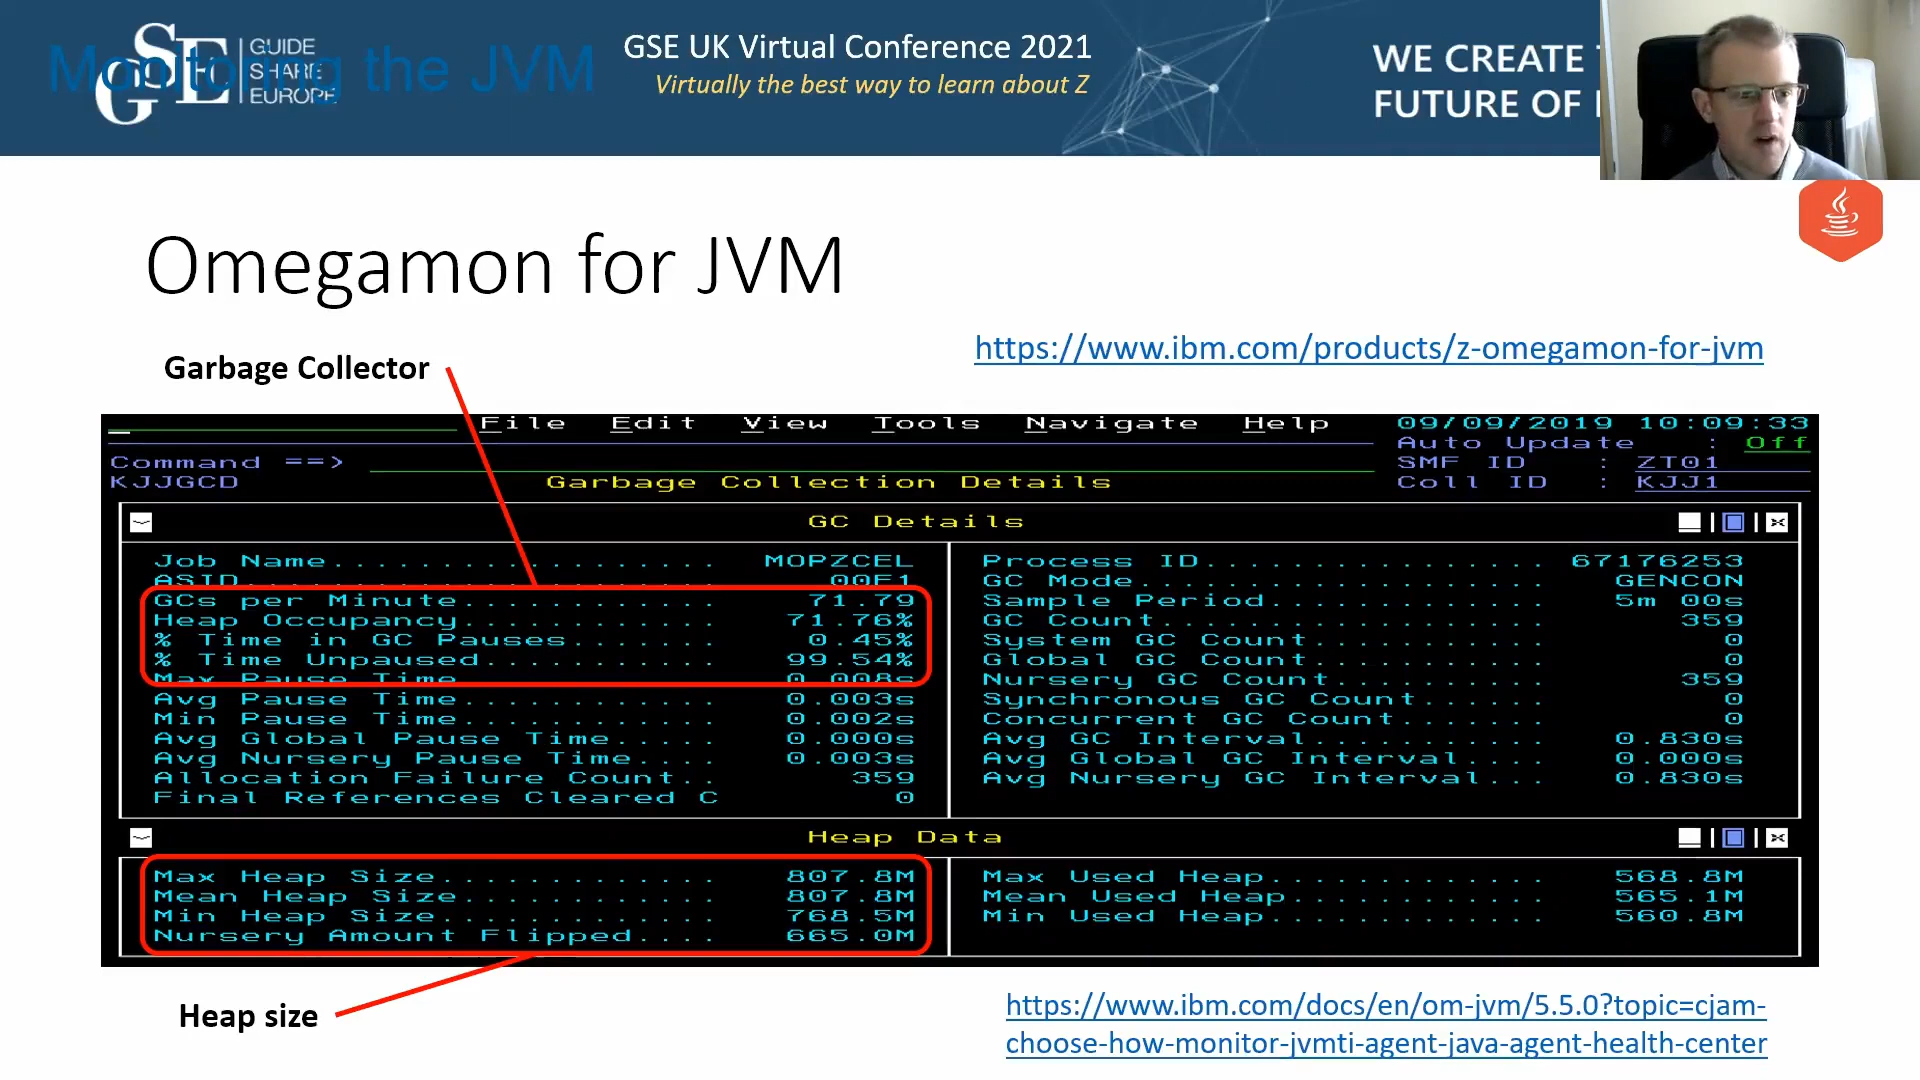 Monitoring the JVM
GSE
GUIDE
SHARE
EUROPE
GSE UK Virtual Conference 2021
Virtually the best way to learn about Z
WE CREATE
FUTURE OF
Omegamon for JVM
https://www.ibm.com/products/z-omegamon-for-jvm
Garbage Collector
File Edit View Tools Navigate Help 09/09/2019 10:09:33
Auto Update : Off
Command ==> SMF ID : ZT01
KJJGCD Garbage Collection Details Coll ID : KJJ1
GC Details
Job Name.................. MOPZCEL Process ID................ 67176253
ASID...................... 00F1 GC Mode................... GENCON
GCs per Minute............ 71.79 Sample Period............. 5m 00s
Heap Occupancy............ 71.76% GC Count.................. 359
% Time in GC Pauses....... 0.45% System GC Count........... 0
% Time Unpaused........... 99.54% Global GC Count........... 0
Max Pause Time 0.008s Nursery GC Count.......... 359
Avg Pause Time............ 0.003s Synchronous GC Count...... 0
Min Pause Time............ 0.002s Concurrent GC Count....... 0
Avg Global Pause Time..... 0.000s Avg GC Interval........... 0.830s
Avg Nursery Pause Time.... 0.003s Avg Global GC Interval.... 0.000s
Allocation Failure Count.. 359 Avg Nursery GC Interval... 0.830s
Final References Cleared C 0
Heap Data
Max Heap Size............. 807.8M Max Used Heap............. 568.8M
Mean Heap Size............ 807.8M Mean Used Heap............ 565.1M
Min Heap Size............. 768.5M Min Used Heap............. 560.8M
Nursery Amount Flipped.... 665.0M
Heap size
https://www.ibm.com/docs/en/om-jvm/5.5.0?topic=cjam-
choose-how-monitor-jvmti-agent-java-agent-health-center